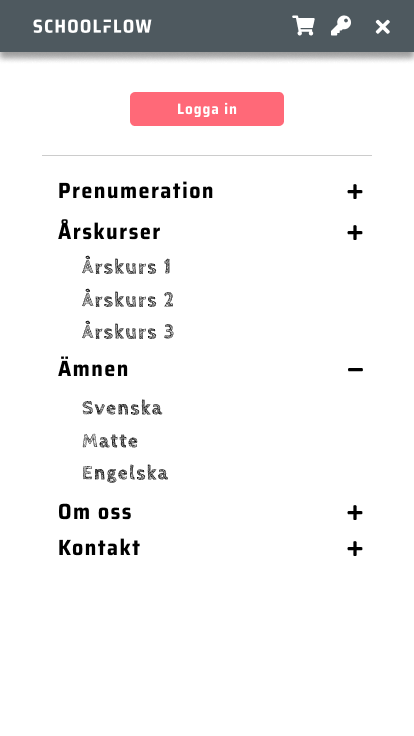 SCHOOLFLOW
Logga in
Prenumeration
Årskurser
Årskurs 1
Årskurs 2
Årskurs 3
Ämnen
Svenska
Matte
Engelska
Om oss
Kontakt